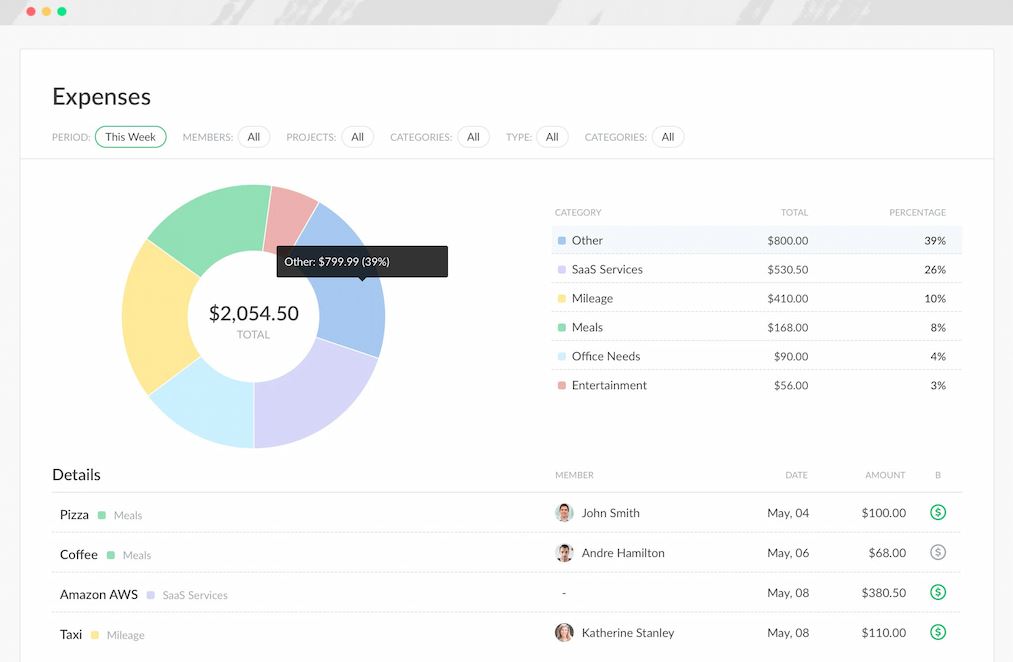 Expenses
PERIOD: This Week MEMBERS: All PROJECTS: All CATEGORIES: All TYPE: All CATEGORIES: All
Other: $799.99 (39%)
$2,054.50
TOTAL
CATEGORY TOTAL PERCENTAGE
Other $800.00 39%
SaaS Services $530.50 26%
Mileage $410.00 10%
Meals $168.00 8%
Office Needs $90.00 4%
Entertainment $56.00 3%
Details MEMBER DATE AMOUNT B
Pizza Meals John Smith May, 04 $100.00 $
Coffee Meals Andre Hamilton May, 06 $68.00 $
Amazon AWS SaaS Services - May, 08 $380.50 $
Taxi Mileage Katherine Stanley May, 08 $110.00 $